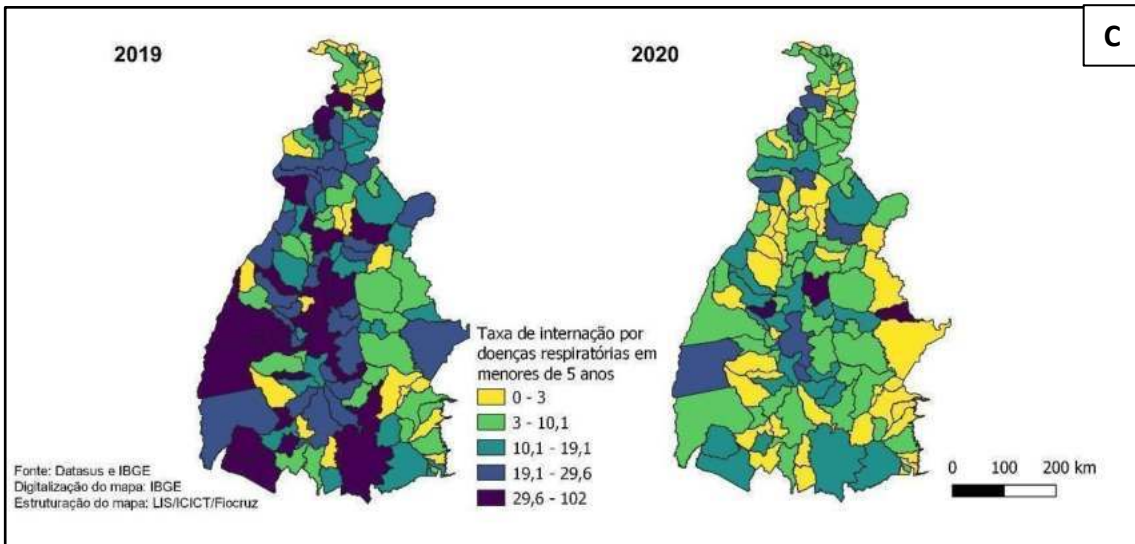 C
2019
2020
Taxa de internação por
doenças respiratórias em
menores de 5 anos
0 - 3
3 - 10,1
10,1 - 19,1
19,1 - 29,6
29,6 - 102
Fonte: Datasus e IBGE
Digitalização do mapa: IBGE
Estruturação do mapa: LIS/ICICT/Fiocruz
0 100 200 km